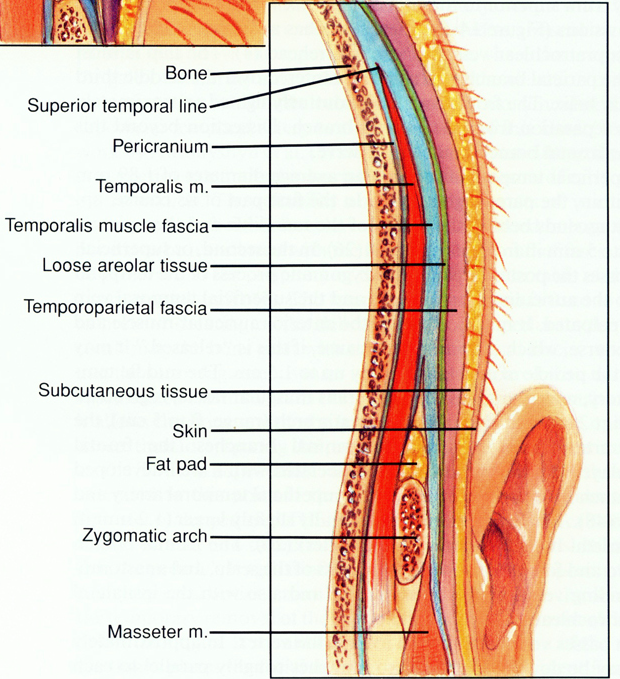 Bone
Superior temporal line
Pericranium
Temporalis m.
Temporalis muscle fascia
Loose areolar tissue
Temporoparietal fascia
Subcutaneous tissue
Skin
Fat pad
Zygomatic arch
Masseter m.